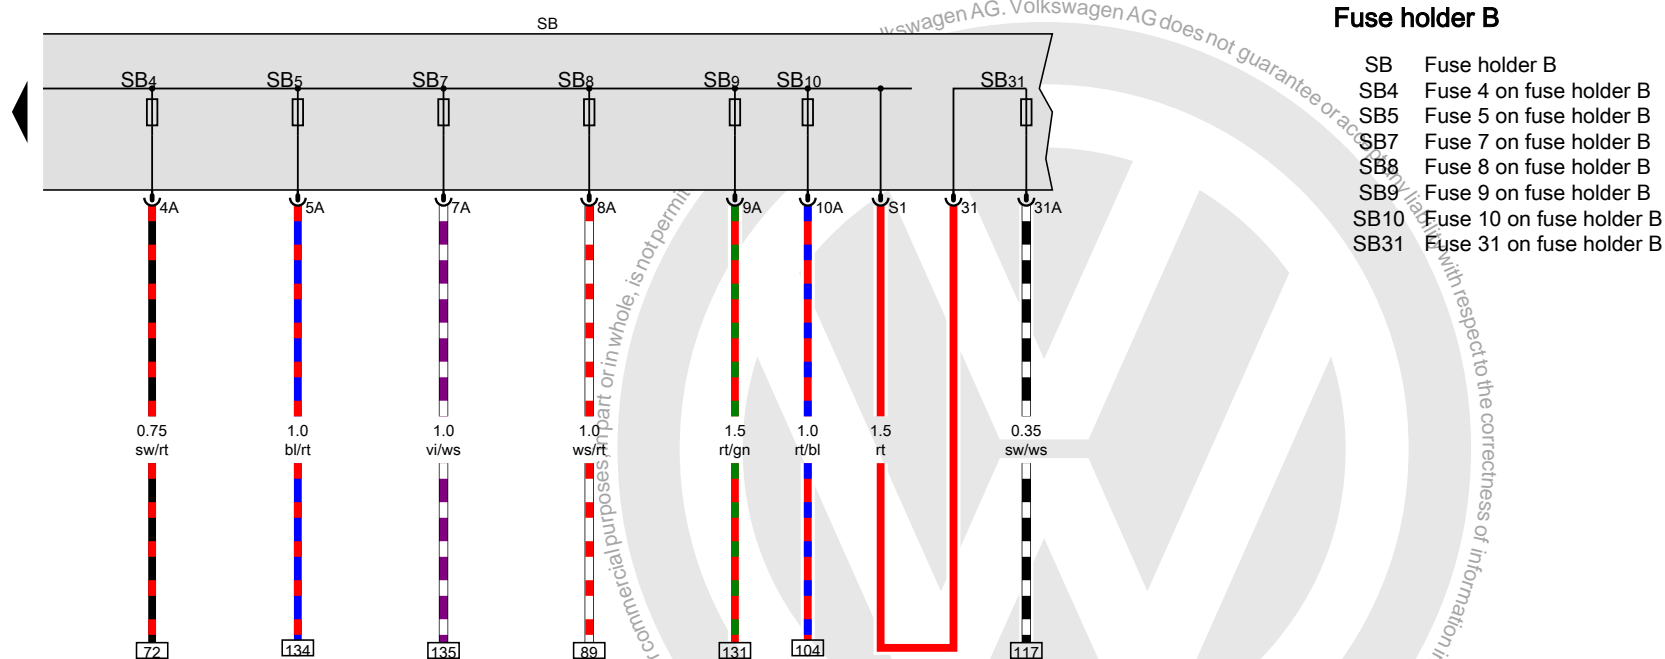 SB
SB4 SB5 SB7 SB8 SB9 SB10 SB31
4A 5A 7A 8A 9A 10A S1 31 31A
0.75 1.0 1.0 1.0 1.5 1.0 1.5 0.35
sw/rt bl/rt vi/ws ws/rt rt/gn rt/bl rt sw/ws
72 134 135 89 131 104 117
Fuse holder B
SB Fuse holder B
SB4 Fuse 4 on fuse holder B
SB5 Fuse 5 on fuse holder B
SB7 Fuse 7 on fuse holder B
SB8 Fuse 8 on fuse holder B
SB9 Fuse 9 on fuse holder B
SB10 Fuse 10 on fuse holder B
SB31 Fuse 31 on fuse holder B
commercial purposes, in part or in whole, is not permit
AG. Volkswagen AG does not guarantee or accept any liability with respect to the correctness of information